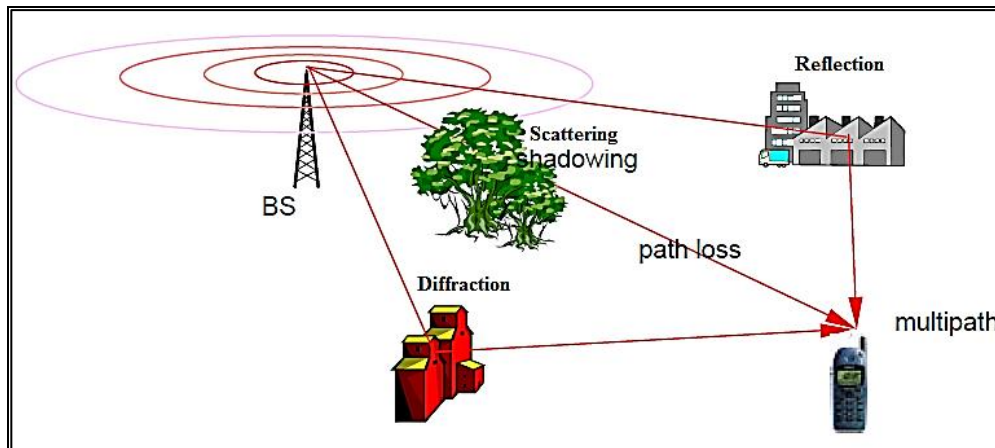 Reflection
Scattering
shadowing
BS
path loss
Diffraction
multipath